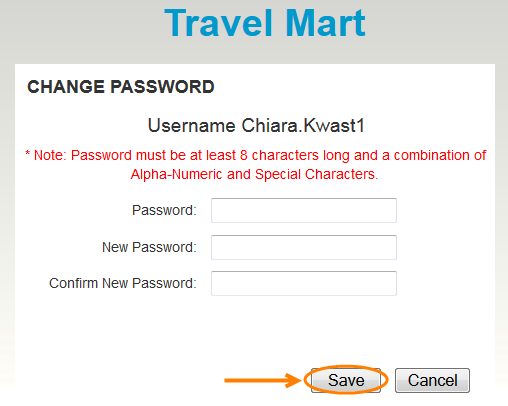 Travel Mart
CHANGE PASSWORD
Username Chiara.Kwast1
* Note: Password must be at least 8 characters long and a combination of
Alpha-Numeric and Special Characters.
Password:
New Password:
Confirm New Password:
Save Cancel